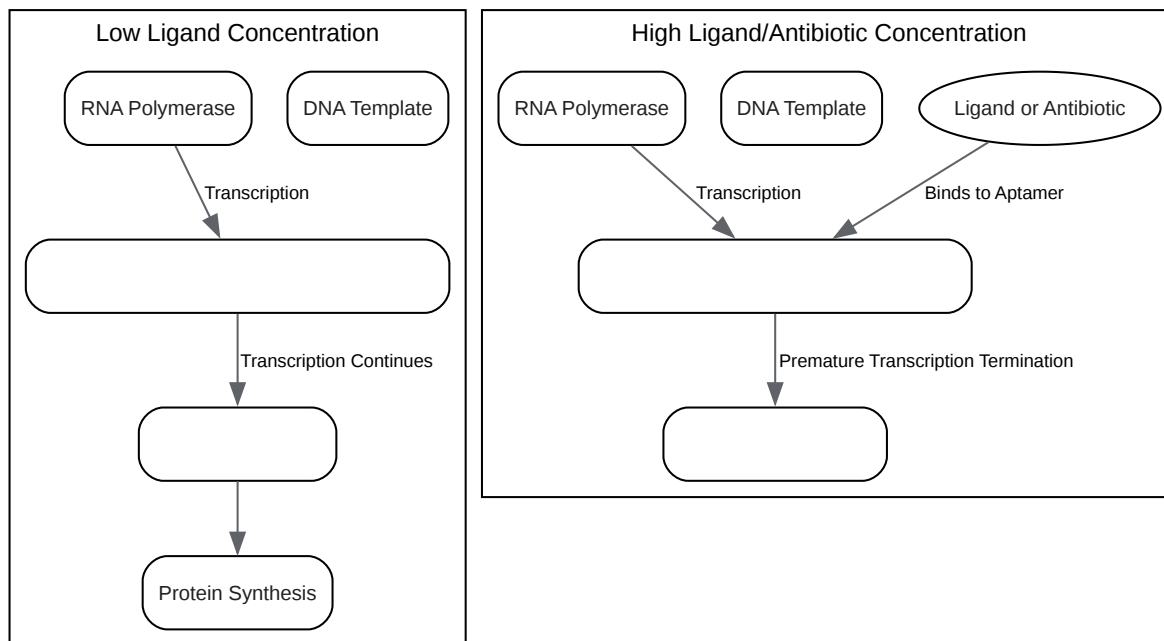 Low Ligand Concentration
RNA Polymerase
DNA Template
Transcription
Transcription Continues
Protein Synthesis
High Ligand/Antibiotic Concentration
RNA Polymerase
DNA Template
Ligand or Antibiotic
Transcription
Binds to Aptamer
Premature Transcription Termination